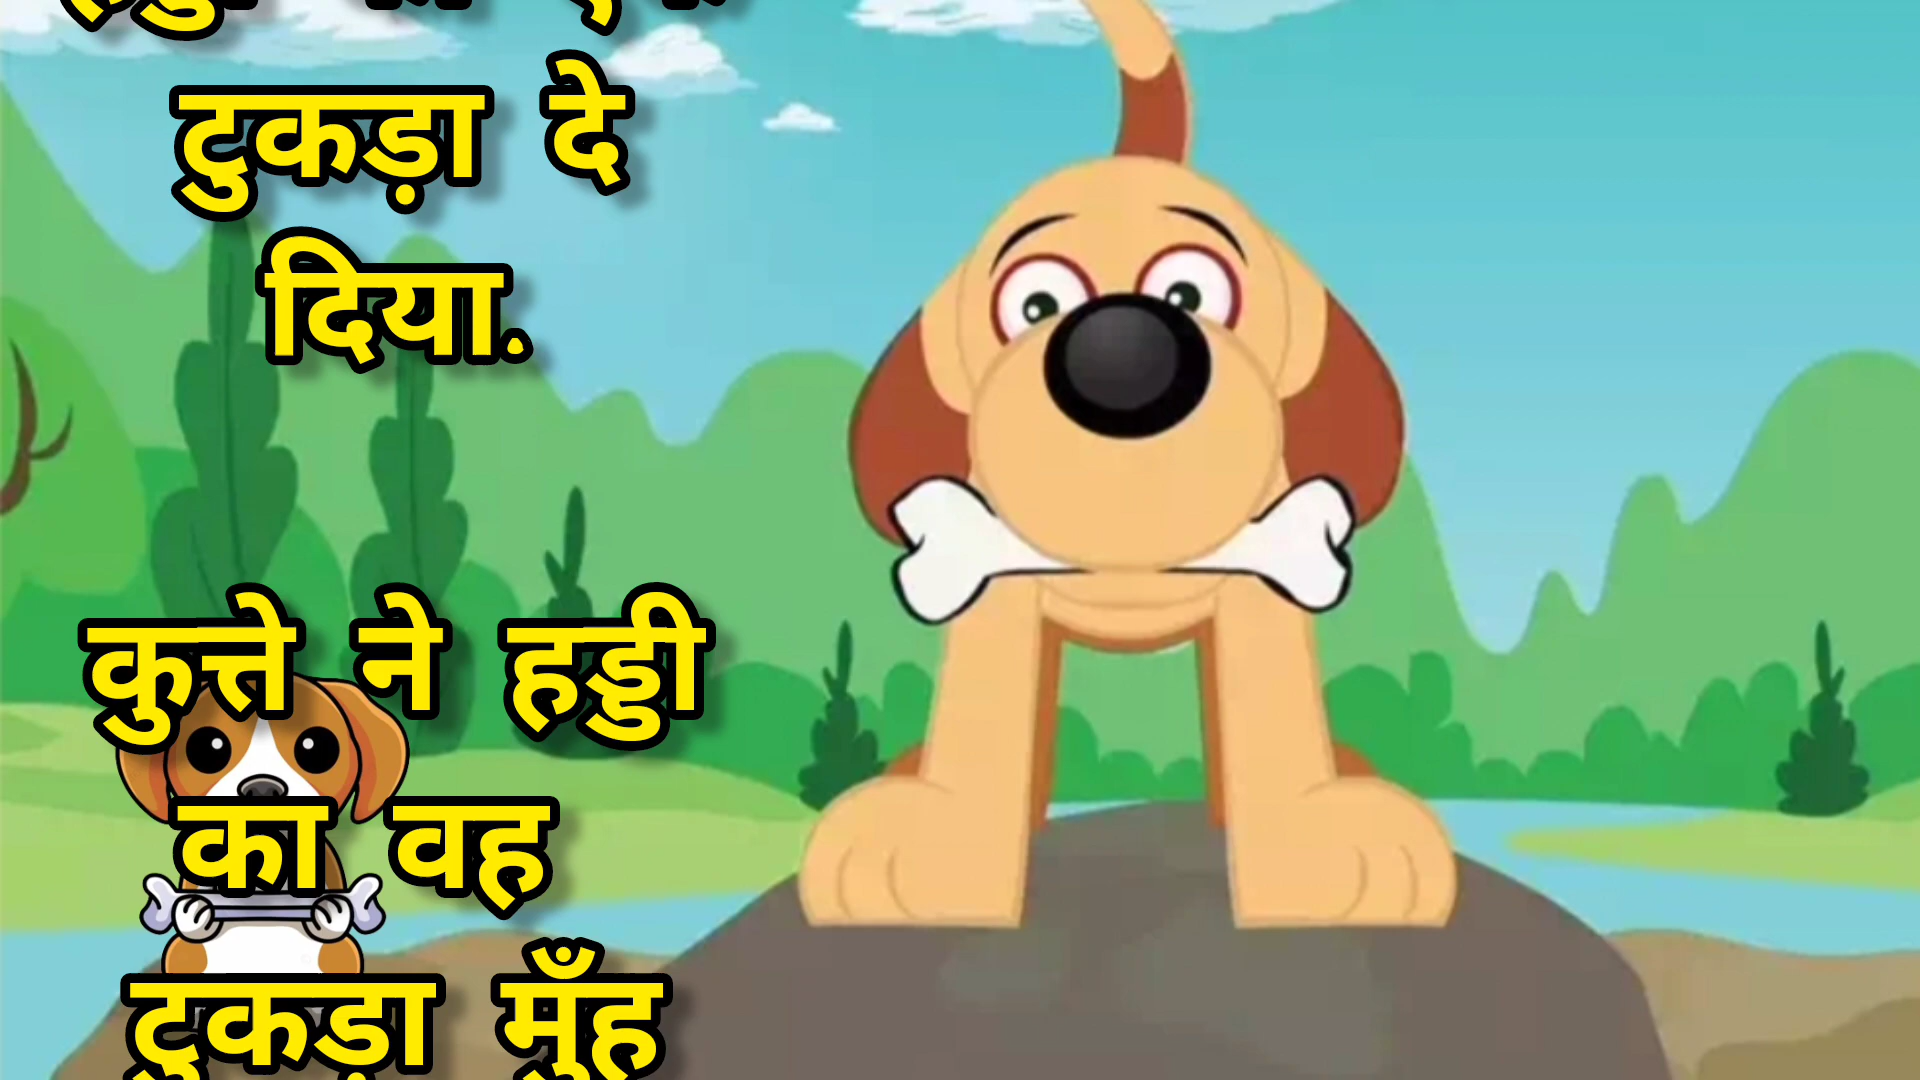 टुकड़ा दे
दिया.
कुत्ते ने हड्डी
का वह
टुकड़ा मुँह